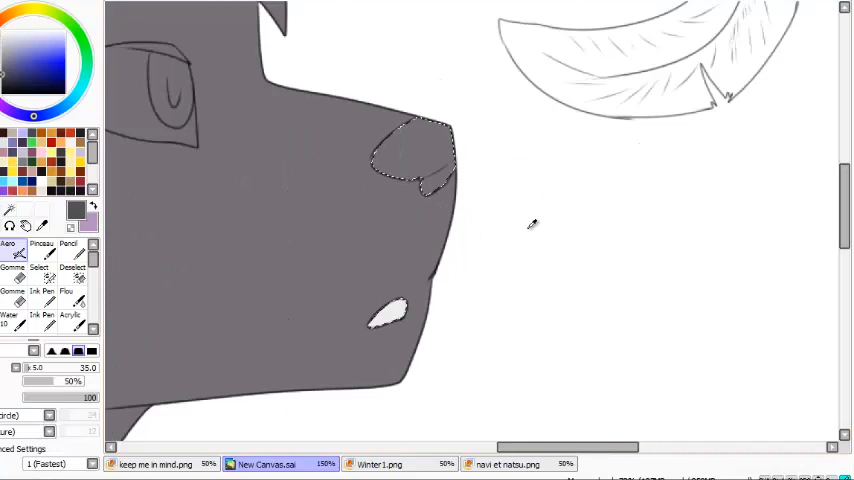 Aero Pinceau Pencil
Gomme Select Deselect
Gomme Ink Pen Flou
Water Ink Pen Acrylic
10
x 5.0 35.0
50%
100
circle)
ure)
Settings
1 (Fastest)
keep me in mind.png 50% New Canvas.sai 150% Winter1.png 50% navi et natsu.png 50%